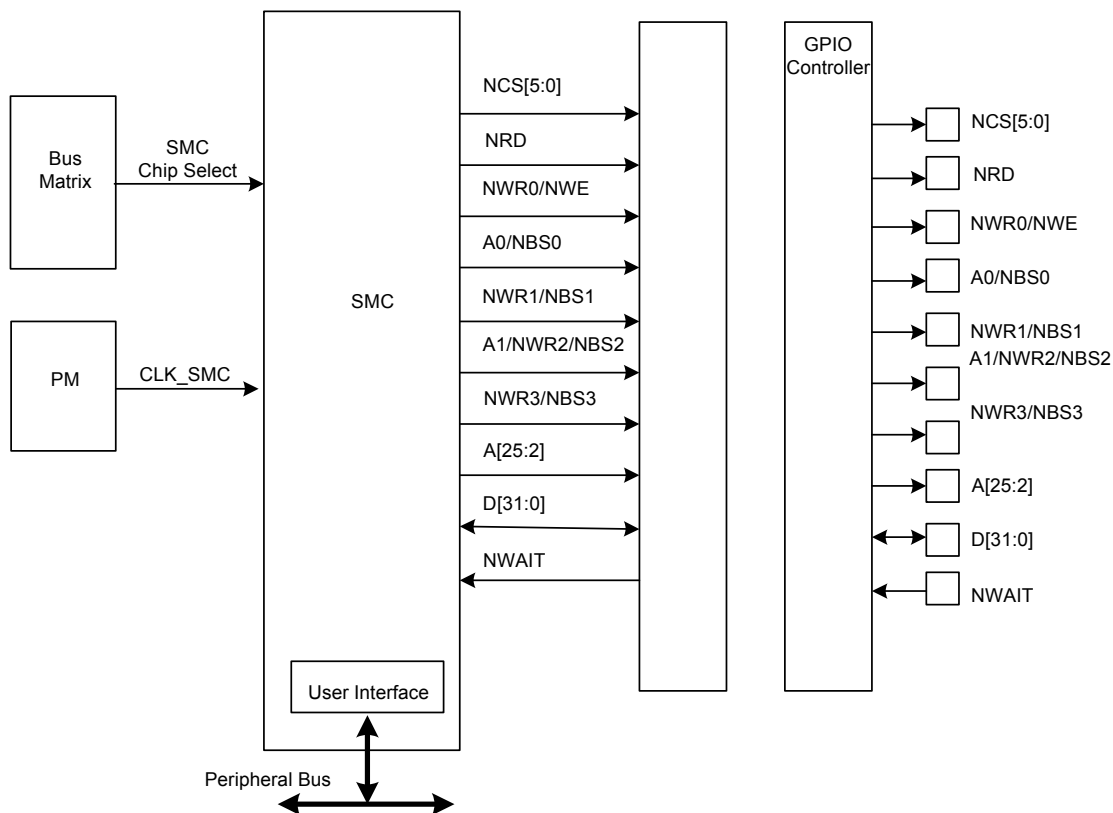 Bus
Matrix
SMC
Chip Select
PM
CLK_SMC
SMC
User Interface
Peripheral Bus
NCS[5:0]
NRD
NWR0/NWE
A0/NBS0
NWR1/NBS1
A1/NWR2/NBS2
NWR3/NBS3
A[25:2]
D[31:0]
NWAIT
GPIO
Controller
NCS[5:0]
NRD
NWR0/NWE
A0/NBS0
NWR1/NBS1
A1/NWR2/NBS2
NWR3/NBS3
A[25:2]
D[31:0]
NWAIT